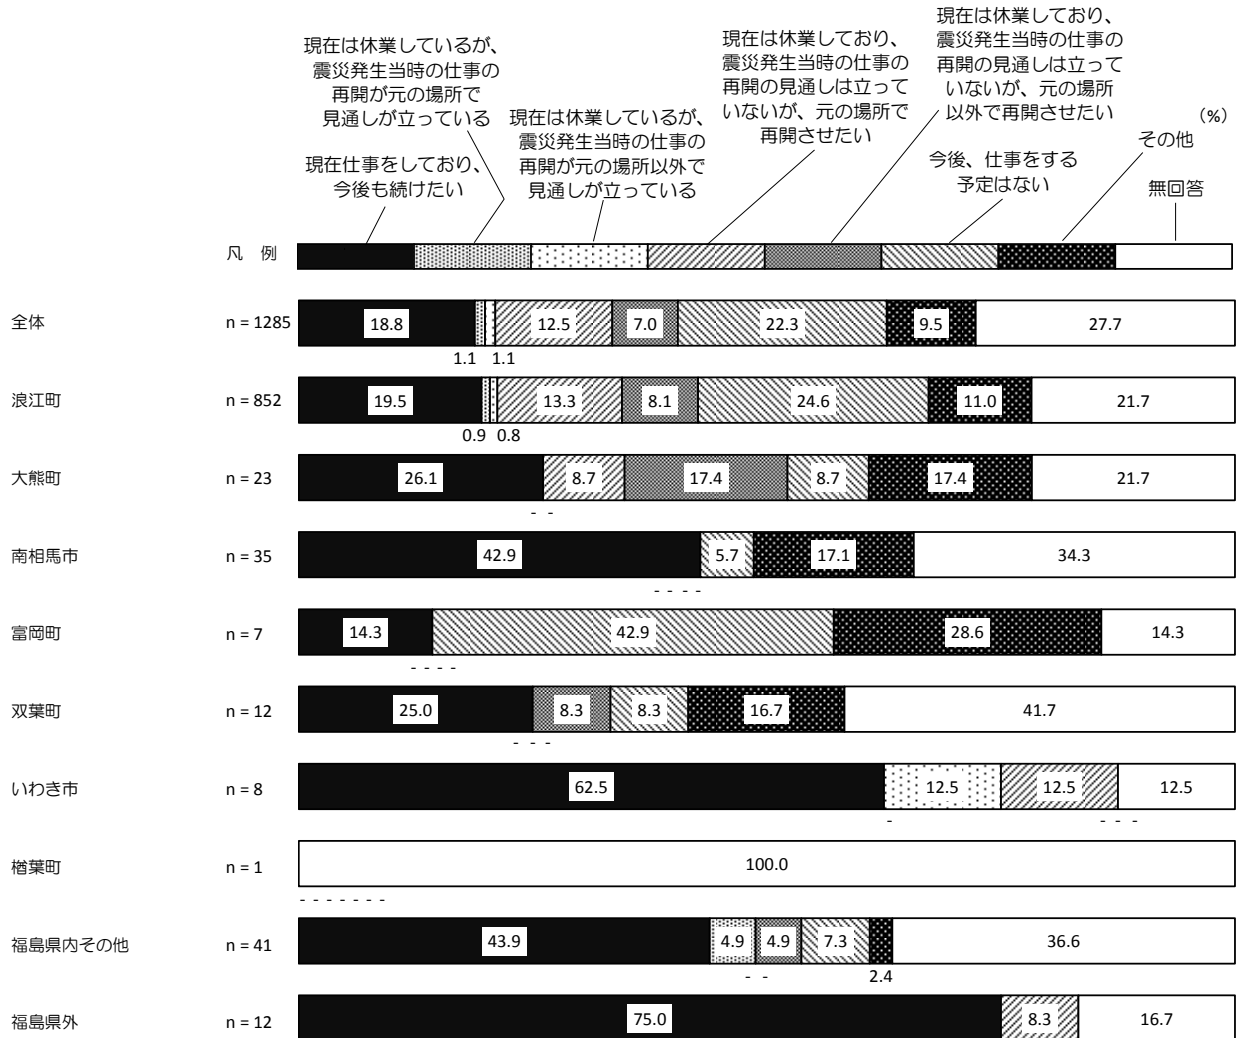 現在は休業しているが、
震災発生当時の仕事の
再開が元の場所で
見通しが立っている
現在仕事をしており、
今後も続けたい
現在は休業しているが、
震災発生当時の仕事の
再開が元の場所以外で
見通しが立っている
現在は休業しており、
震災発生当時の仕事の
再開の見通しは立って
いないが、元の場所で
再開させたい
現在は休業しており、
震災発生当時の仕事の
再開の見通しは立って
いないが、元の場所
以外で再開させたい
今後、仕事をする
予定はない
その他
(%)
無回答
凡 例
全体 n = 1285 18.8 12.5 7.0 22.3 9.5 27.7
1.1 1.1
浪江町 n = 852 19.5 13.3 8.1 24.6 11.0 21.7
0.9 0.8
大熊町 n = 23 26.1 8.7 17.4 8.7 17.4 21.7
- -
南相馬市 n = 35 42.9 5.7 17.1 34.3
- - - -
富岡町 n = 7 14.3 42.9 28.6 14.3
- - - -
双葉町 n = 12 25.0 8.3 8.3 16.7 41.7
- - -
いわき市 n = 8 62.5 12.5 12.5 12.5
- - - -
楢葉町 n = 1 100.0
- - - - - - -
福島県内その他 n = 41 43.9 4.9 4.9 7.3 36.6
- - 2.4
福島県外 n = 12 75.0 8.3 16.7